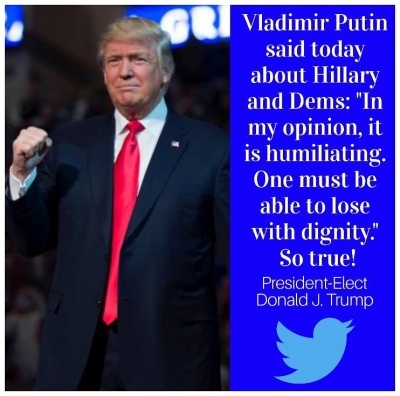 Vladimir Putin
said today
about Hillary
and Dems: "In
my opinion, it
is humiliating.
One must be
able to lose
with dignity."
So true!
President-Elect
Donald J. Trump